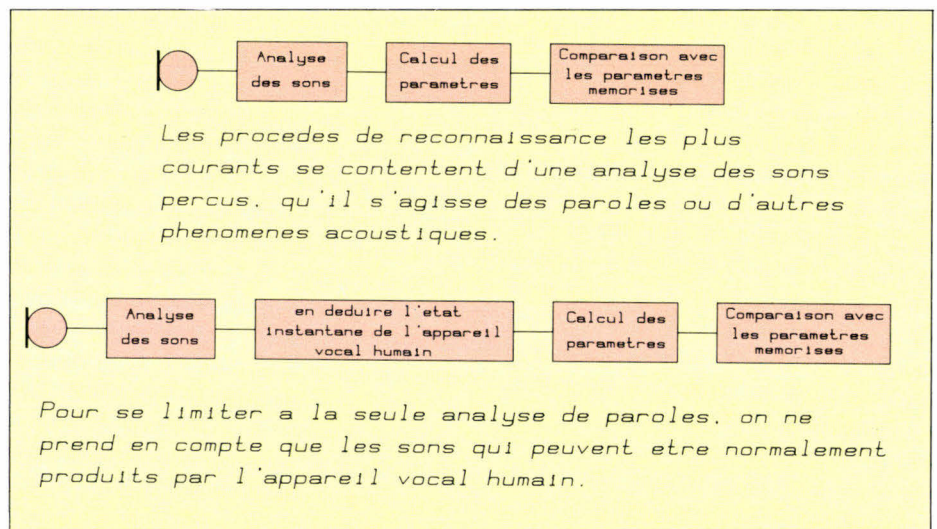 Analyse
des sons
Calcul des
parametres
Comparaison avec
les parametres
memorises
Les procedes de reconnaissance les plus
courants se contentent d'une analyse des sons
percus. qu'il s'agisse des paroles ou d'autres
phenomenes acoustiques.
Analyse
des sons
en deduire l'etat
instantane de l'appareil
vocal humain
Calcul des
parametres
Comparaison avec
les parametres
memorises
Pour se limiter a la seule analyse de paroles. on ne
prend en compte que les sons qui peuvent etre normalement
produits par l'appareil vocal humain.